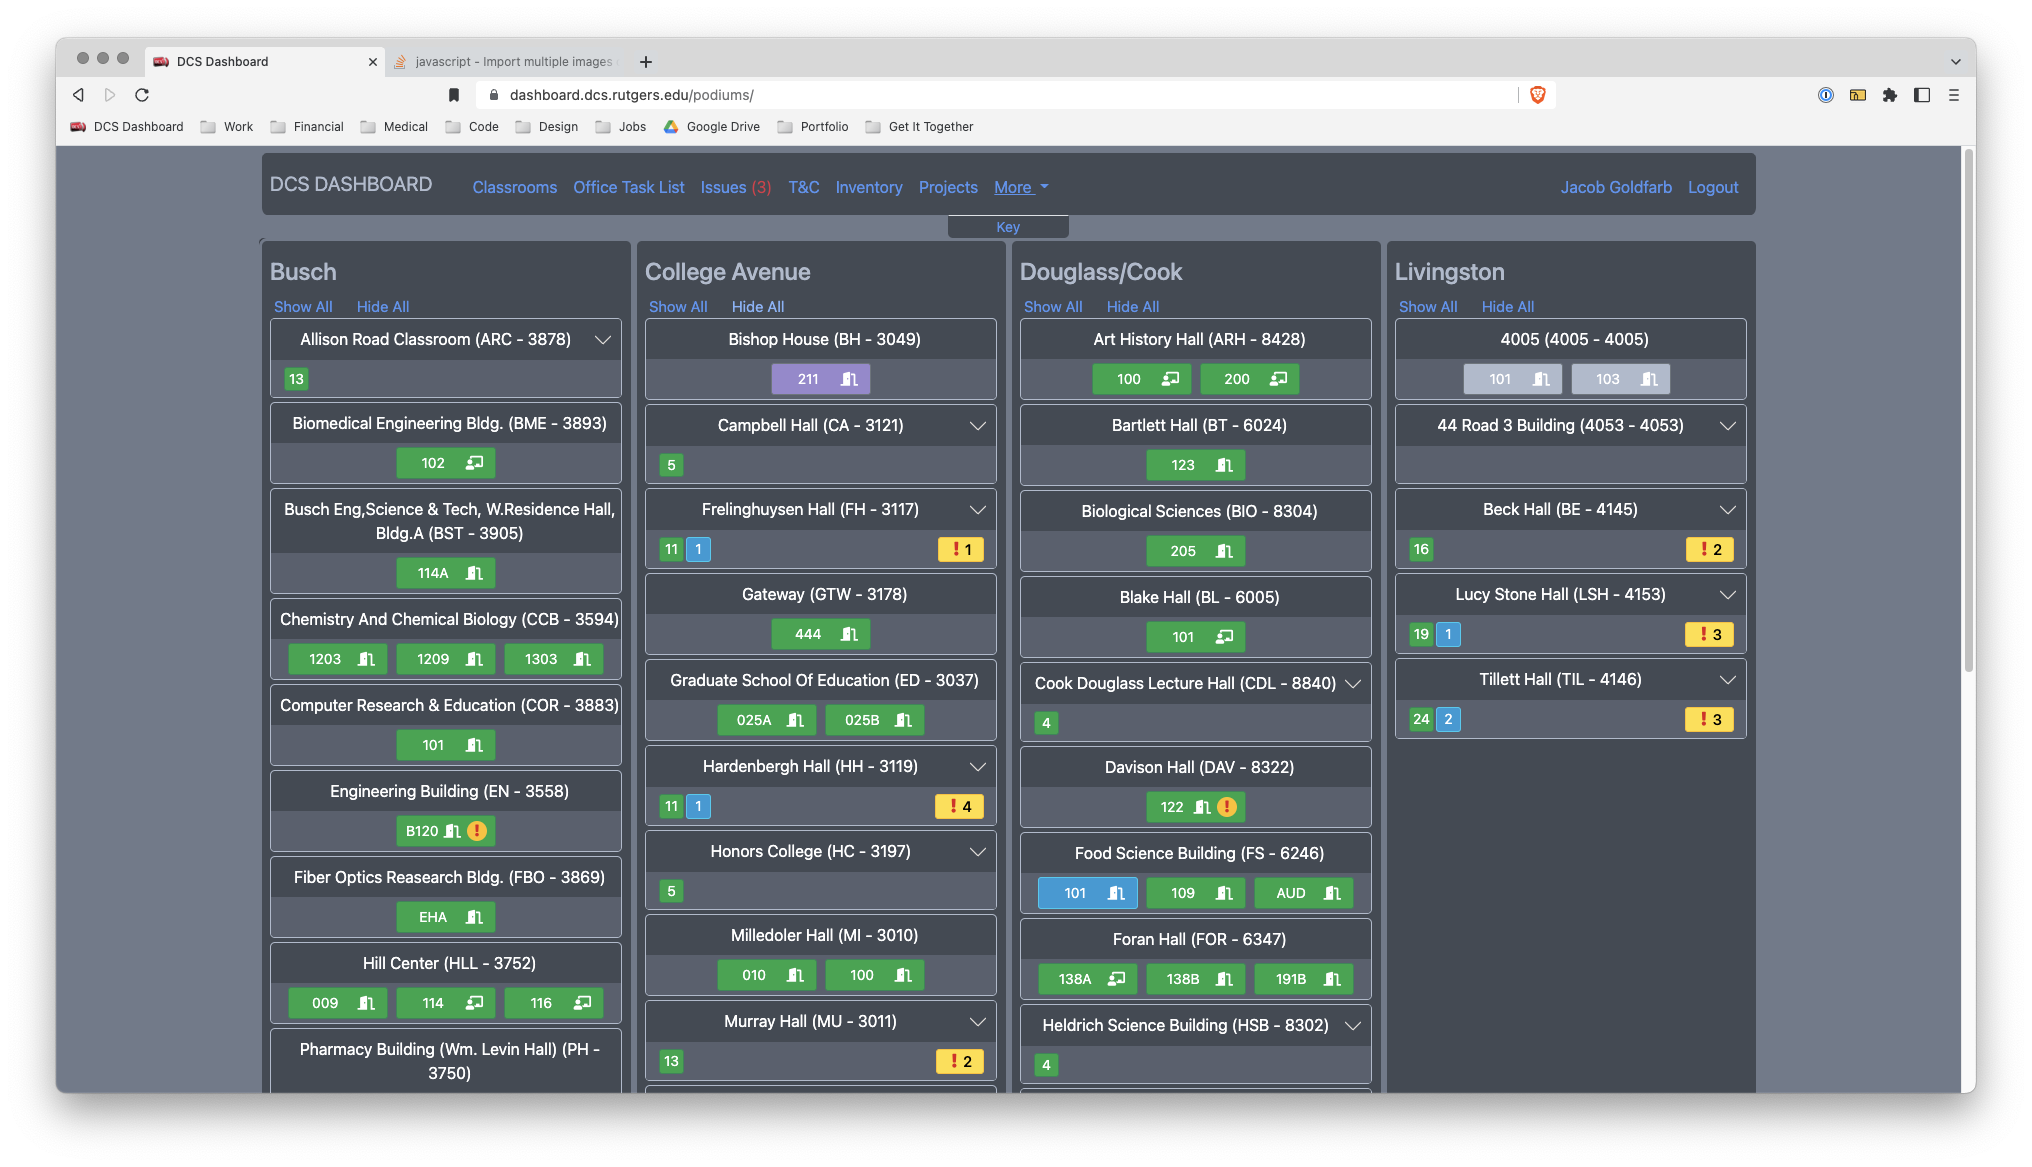 DCS Dashboard
javascript - Import multiple images
dashboard.dcs.rutgers.edu/podiums/
DCS Dashboard Work Financial Medical Code Design Jobs Google Drive Portfolio Get It Together
DCS DASHBOARD Classrooms Office Task List Issues (3) T&C Inventory Projects More Jacob Goldfarb Logout
Key
Busch
Show All Hide All
Allison Road Classroom (ARC - 3878)
13
Biomedical Engineering Bldg. (BME - 3893)
102
Busch Eng,Science & Tech, W.Residence Hall,
Bldg.A (BST - 3905)
114A
Chemistry And Chemical Biology (CCB - 3594)
1203 1209 1303
Computer Research & Education (COR - 3883)
101
Engineering Building (EN - 3558)
B120 !
Fiber Optics Reasearch Bldg. (FBO - 3869)
EHA
Hill Center (HLL - 3752)
009 114 116
Pharmacy Building (Wm. Levin Hall) (PH -
3750)
College Avenue
Show All Hide All
Bishop House (BH - 3049)
211
Campbell Hall (CA - 3121)
5
Frelinghuysen Hall (FH - 3117)
11 1 ! 1
Gateway (GTW - 3178)
444
Graduate School Of Education (ED - 3037)
025A 025B
Hardenbergh Hall (HH - 3119)
11 1 ! 4
Honors College (HC - 3197)
5
Milledoler Hall (MI - 3010)
010 100
Murray Hall (MU - 3011)
13 ! 2
Douglass/Cook
Show All Hide All
Art History Hall (ARH - 8428)
100 200
Bartlett Hall (BT - 6024)
123
Biological Sciences (BIO - 8304)
205
Blake Hall (BL - 6005)
101
Cook Douglass Lecture Hall (CDL - 8840)
4
Davison Hall (DAV - 8322)
122 !
Food Science Building (FS - 6246)
101 109 AUD
Foran Hall (FOR - 6347)
138A 138B 191B
Heldrich Science Building (HSB - 8302)
4
Livingston
Show All Hide All
4005 (4005 - 4005)
101 103
44 Road 3 Building (4053 - 4053)
Beck Hall (BE - 4145)
16 ! 2
Lucy Stone Hall (LSH - 4153)
19 1 ! 3
Tillett Hall (TIL - 4146)
24 2 ! 3